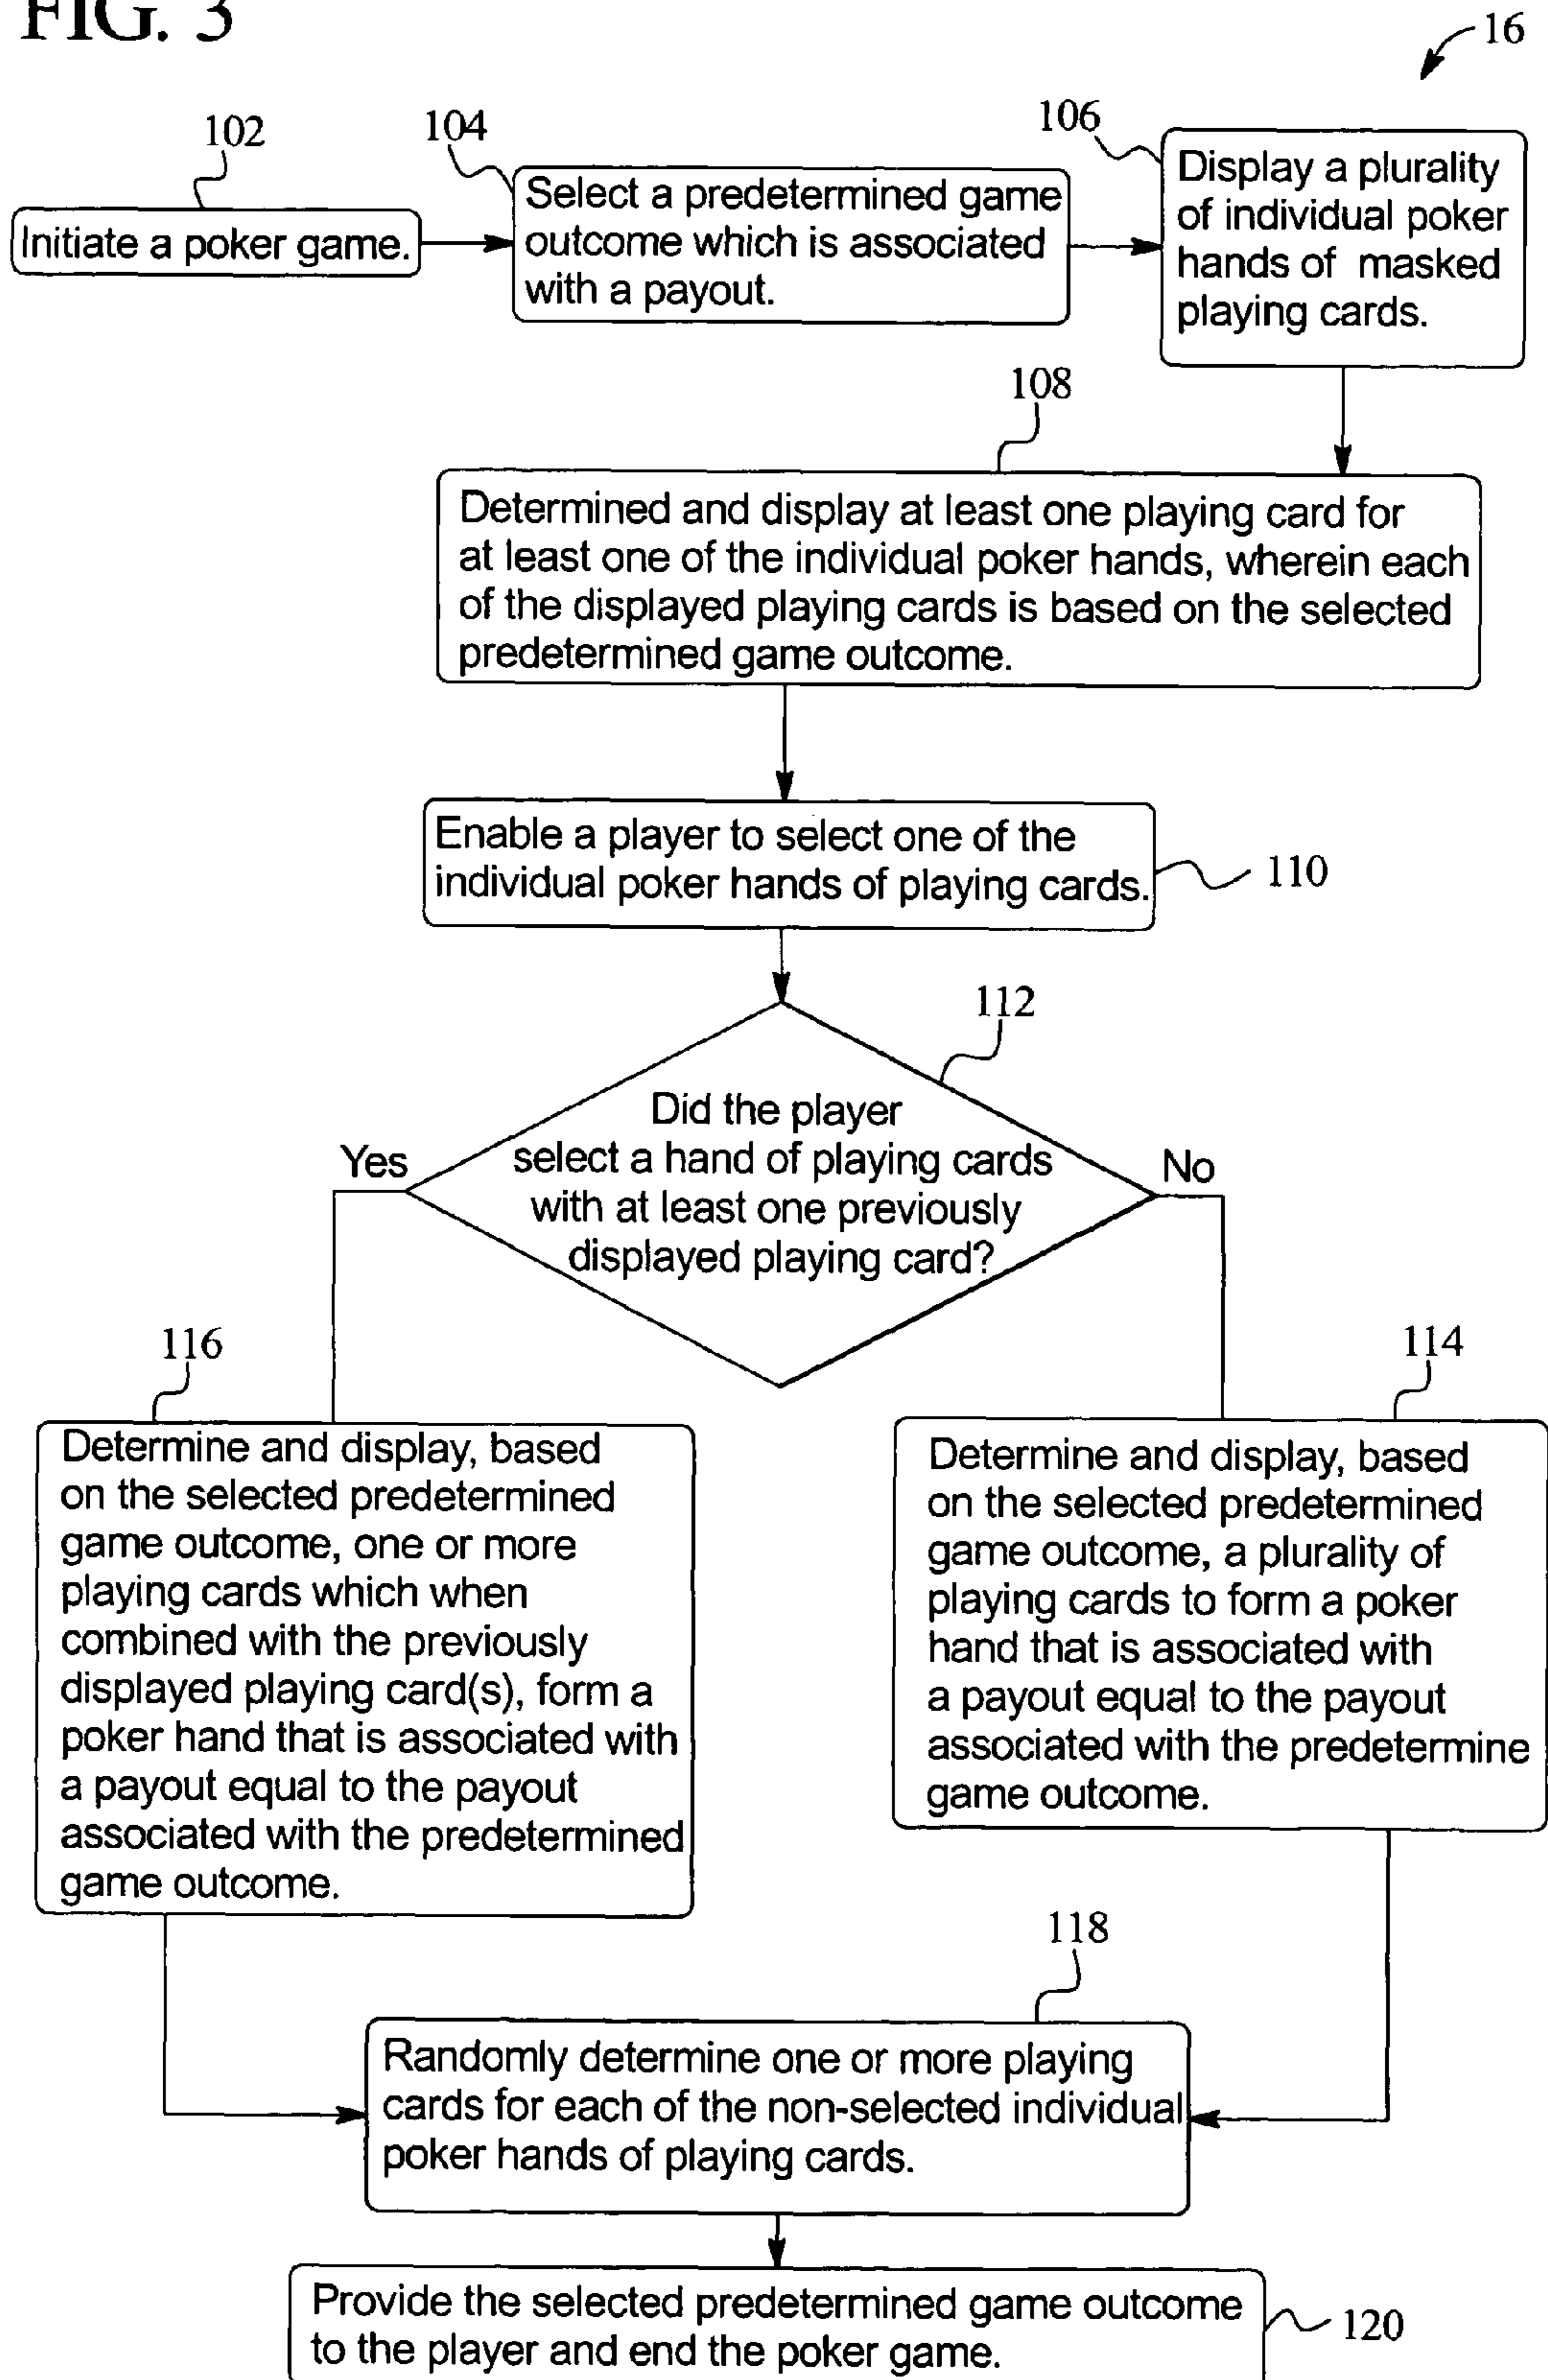 FIG. 3
16
102
104
106
Initiate a poker game.
Select a predetermined game
outcome which is associated
with a payout.
Display a plurality
of individual poker
hands of masked
playing cards.
108
Determined and display at least one playing card for
at least one of the individual poker hands, wherein each
of the displayed playing cards is based on the selected
predetermined game outcome.
Enable a player to select one of the
individual poker hands of playing cards.
110
112
Did the player
select a hand of playing cards
with at least one previously
displayed playing card?
Yes
No
116
Determine and display, based
on the selected predetermined
game outcome, one or more
playing cards which when
combined with the previously
displayed playing card(s), form a
poker hand that is associated with
a payout equal to the payout
associated with the predetermined
game outcome.
114
Determine and display, based
on the selected predetermined
game outcome, a plurality of
playing cards to form a poker
hand that is associated with
a payout equal to the payout
associated with the predetermine
game outcome.
118
Randomly determine one or more playing
cards for each of the non-selected individual
poker hands of playing cards.
Provide the selected predetermined game outcome
to the player and end the poker game.
120